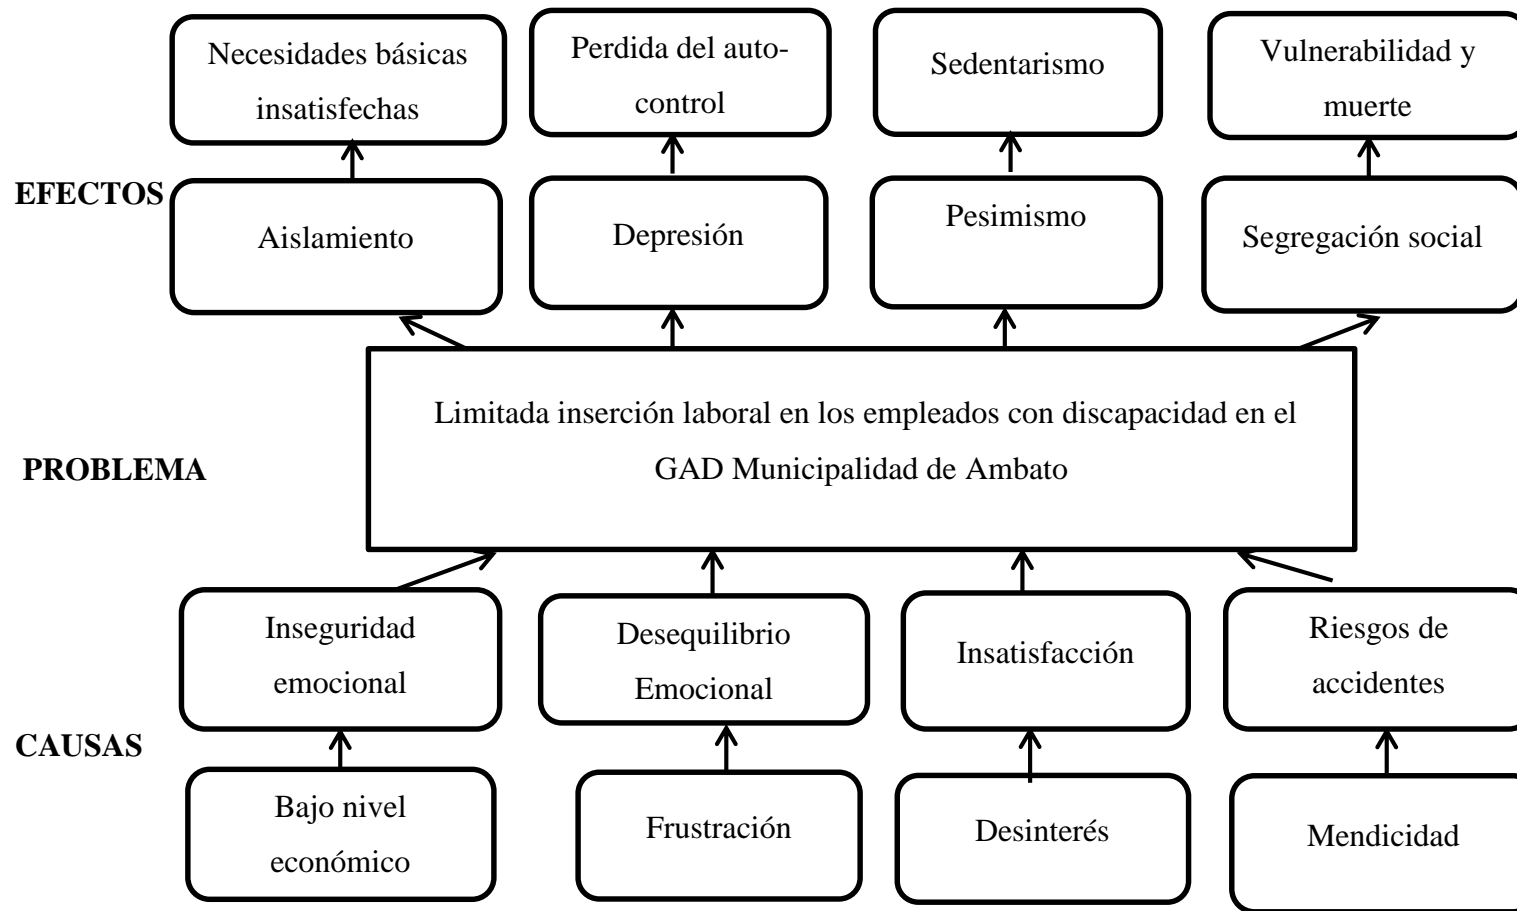 Necesidades básicas
insatisfechas
Perdida del auto-
control
Sedentarismo
Vulnerabilidad y
muerte
EFECTOS
Aislamiento
Depresión
Pesimismo
Segregación social
Limitada inserción laboral en los empleados con discapacidad en el
GAD Municipalidad de Ambato
PROBLEMA
Inseguridad
emocional
Desequilibrio
Emocional
Insatisfacción
Riesgos de
accidentes
CAUSAS
Bajo nivel
económico
Frustración
Desinterés
Mendicidad